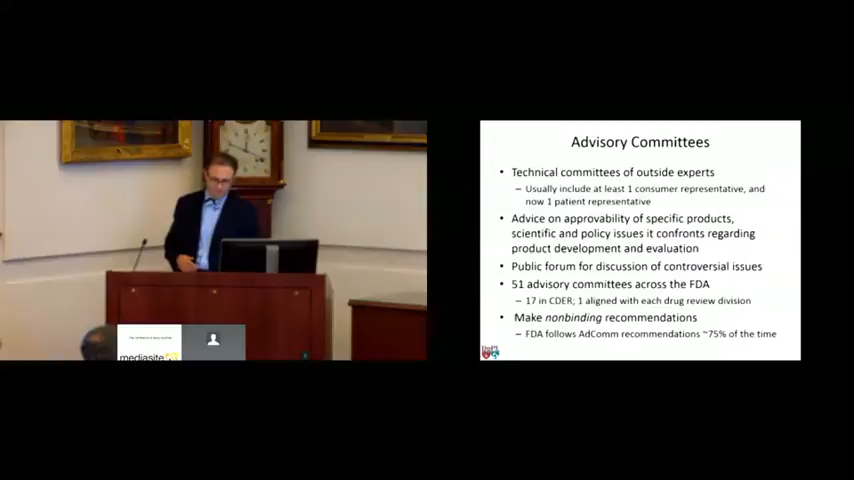 Advisory Committees
• Technical committees of outside experts
– Usually include at least 1 consumer representative, and
now 1 patient representative
• Advice on approvability of specific products,
scientific and policy issues it confronts regarding
product development and evaluation
• Public forum for discussion of controversial issues
• 51 advisory committees across the FDA
– 17 in CDER; 1 aligned with each drug review division
• Make nonbinding recommendations
– FDA follows AdComm recommendations ~75% of the time
mediasite